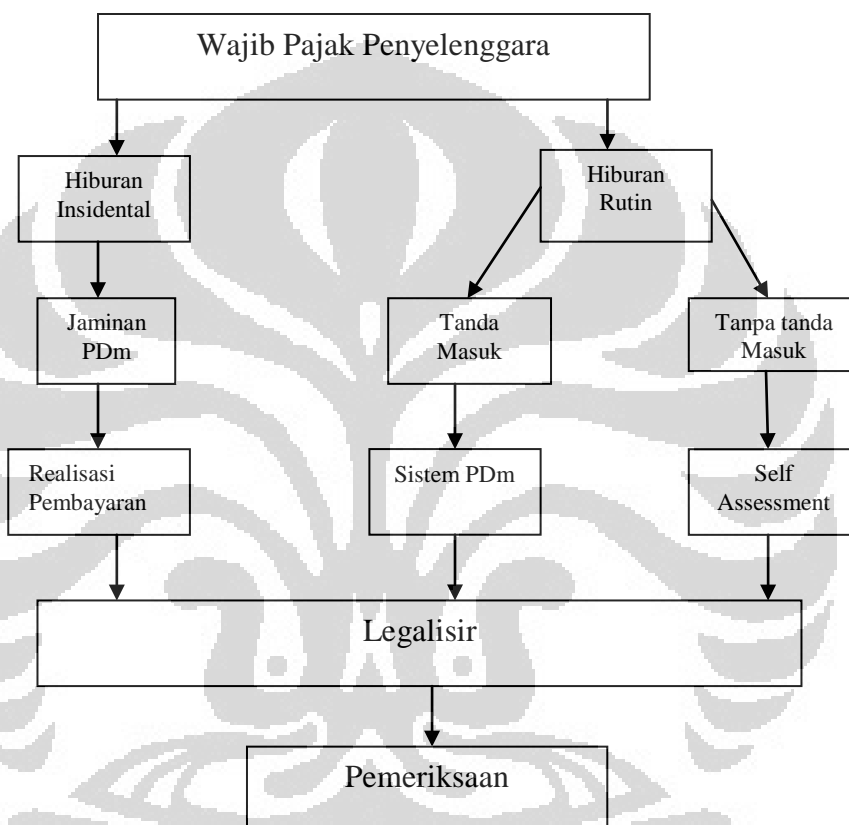 Wajib Pajak Penyelenggara
Hiburan
Insidental
Hiburan
Rutin
Jaminan
PDm
Tanda
Masuk
Tanpa tanda
Masuk
Realisasi
Pembayaran
Sistem PDm
Self
Assessment
Legalisir
Pemeriksaan